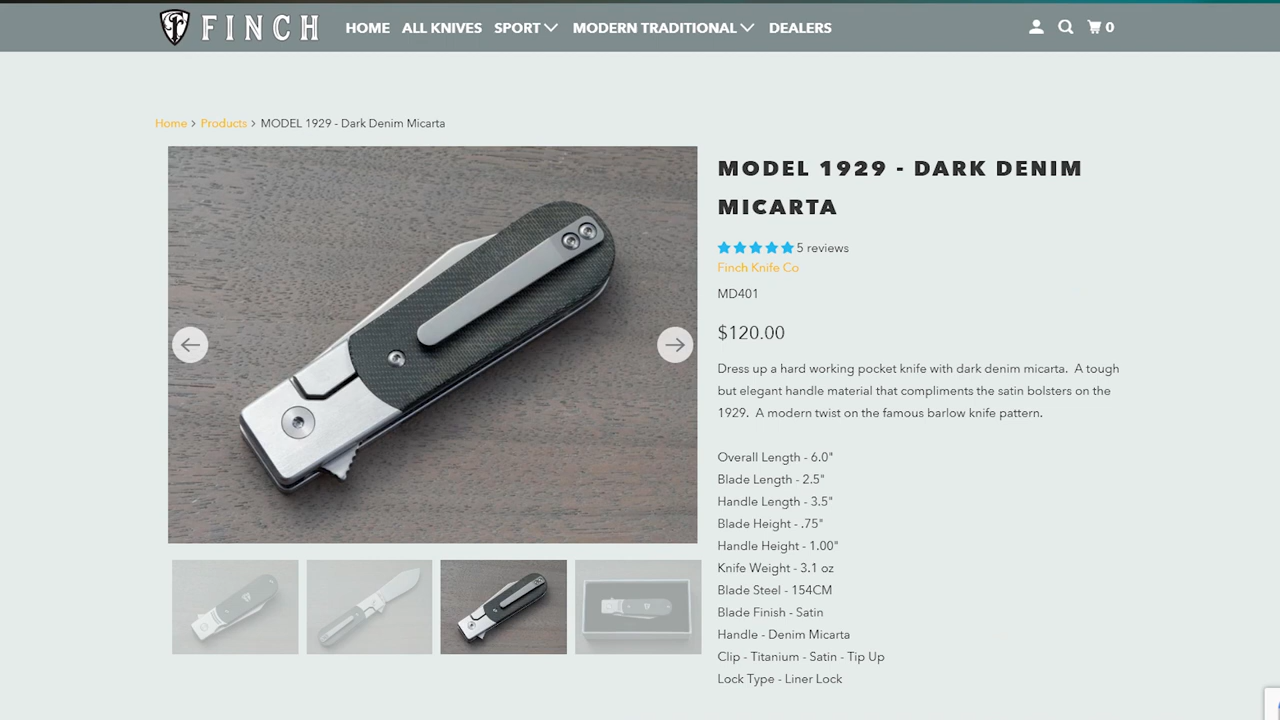 FINCH HOME ALL KNIVES SPORT MODERN TRADITIONAL DEALERS 0
Home > Products > MODEL 1929 - Dark Denim Micarta
MODEL 1929 - DARK DENIM
MICARTA
5 reviews
Finch Knife Co
MD401
$120.00
Dress up a hard working pocket knife with dark denim micarta. A tough
but elegant handle material that compliments the satin bolsters on the
1929. A modern twist on the famous barlow knife pattern.
Overall Length - 6.0"
Blade Length - 2.5"
Handle Length - 3.5"
Blade Height - .75"
Handle Height - 1.00"
Knife Weight - 3.1 oz
Blade Steel - 154CM
Blade Finish - Satin
Handle - Denim Micarta
Clip - Titanium - Satin - Tip Up
Lock Type - Liner Lock